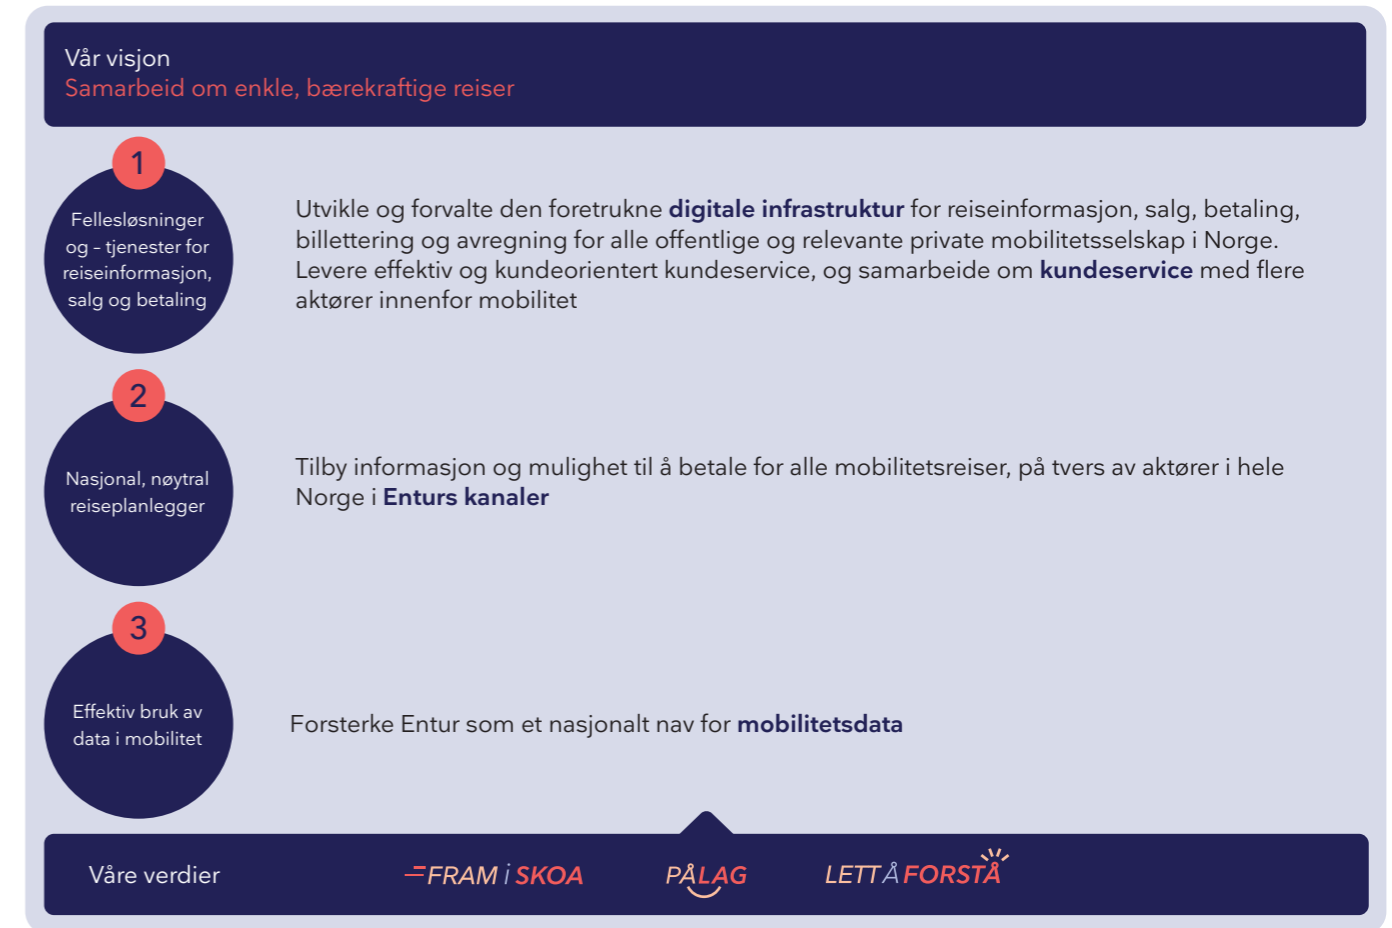 Vår visjon
Samarbeid om enkle, bærekraftige reiser
1
Fellesløsninger
og – tjenester for
reiseinformasjon,
salg og betaling
Utvikle og forvalte den foretrukne digitale infrastruktur for reiseinformasjon, salg, betaling,
billettering og avregning for alle offentlige og relevante private mobilitetsselskap i Norge.
Levere effektiv og kundeorientert kundeservice, og samarbeide om kundeservice med flere
aktører innenfor mobilitet
2
Nasjonal, nøytral
reiseplanlegger
Tilby informasjon og mulighet til å betale for alle mobilitetsreiser, på tvers av aktører i hele
Norge i Enturs kanaler
3
Effektiv bruk av
data i mobilitet
Forsterke Entur som et nasjonalt nav for mobilitetsdata
Våre verdier
FRAM i SKOA
PÅLAG
LETT Å FORSTÅ